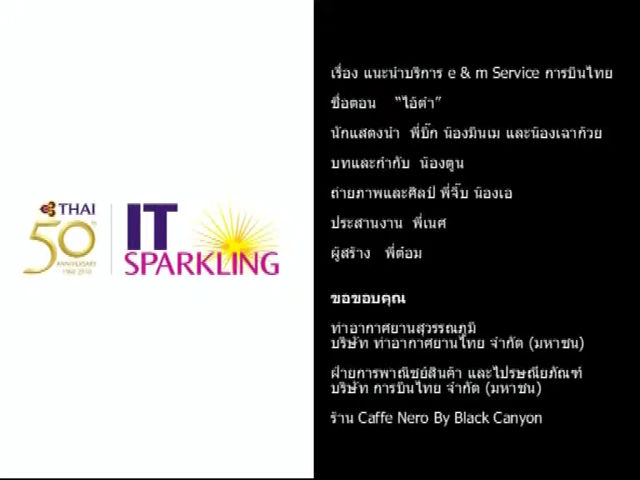 THAI
50th
ANNIVERSARY
1960-2010
IT
SPARKLING
เรื่อง แนะนำบริการ e & m Service การบินไทย
ชื่อตอน "ไอ้ดำ"
นักแสดงนำ พี่บิ๊ก น้องมินเม และน้องเฉาก๊วย
บทและกำกับ น้องตูน
ถ่ายภาพและศิลป์ พี่จิ๊บ น้องเอ
ประสานงาน พี่เนศ
ผู้สร้าง พี่ต๋อม
ขอขอบคุณ
ท่าอากาศยานสุวรรณภูมิ
บริษัท ท่าอากาศยานไทย จำกัด (มหาชน)
ฝ่ายการพาณิชย์สินค้า และไปรษณียภัณฑ์
บริษัท การบินไทย จำกัด (มหาชน)
ร้าน Caffe Nero By Black Canyon